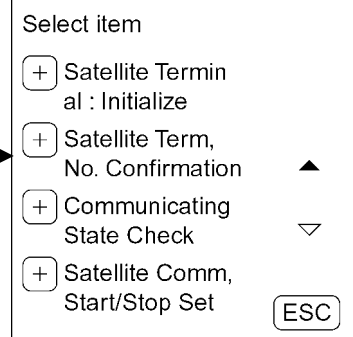 Select item
+ Satellite Termin
al : Initialize
+ Satellite Term,
No. Confirmation
+ Communicating
State Check
+ Satellite Comm,
Start/Stop Set
ESC